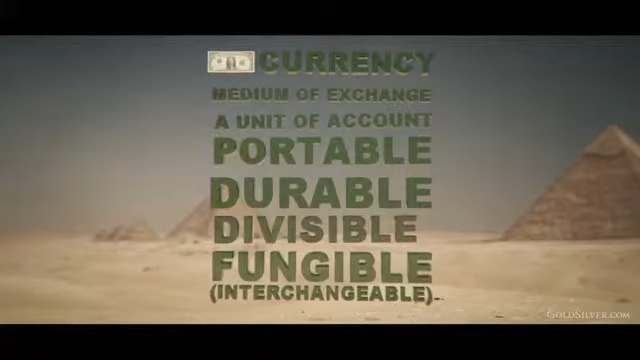 CURRENCY
MEDIUM OF EXCHANGE
A UNIT OF ACCOUNT
PORTABLE
DURABLE
DIVISIBLE
FUNGIBLE
(INTERCHANGEABLE)
GOLDSILVER.COM